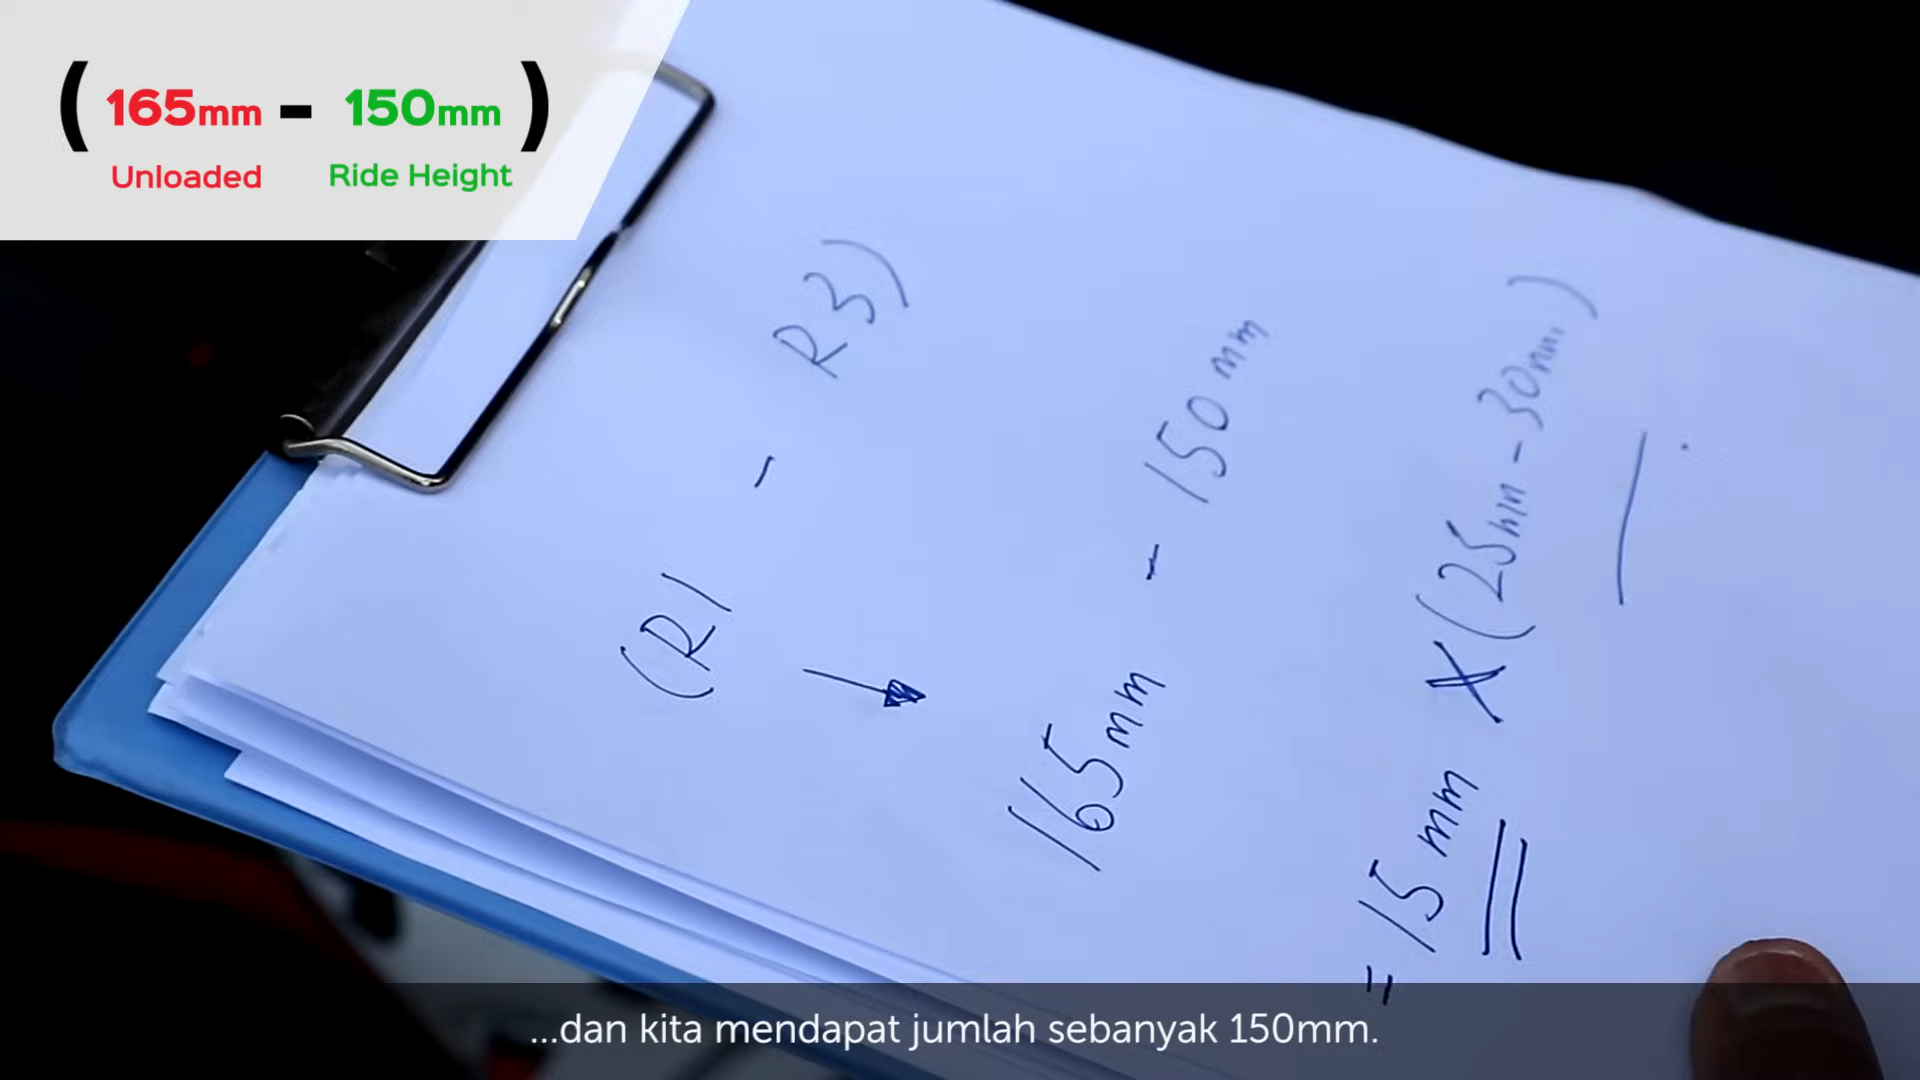 ( 165mm - 150mm )
Unloaded Ride Height
(R1 - R3)
165mm - 150mm
= 15mm X (25mm - 30mm)
...dan kita mendapat jumlah sebanyak 150mm.